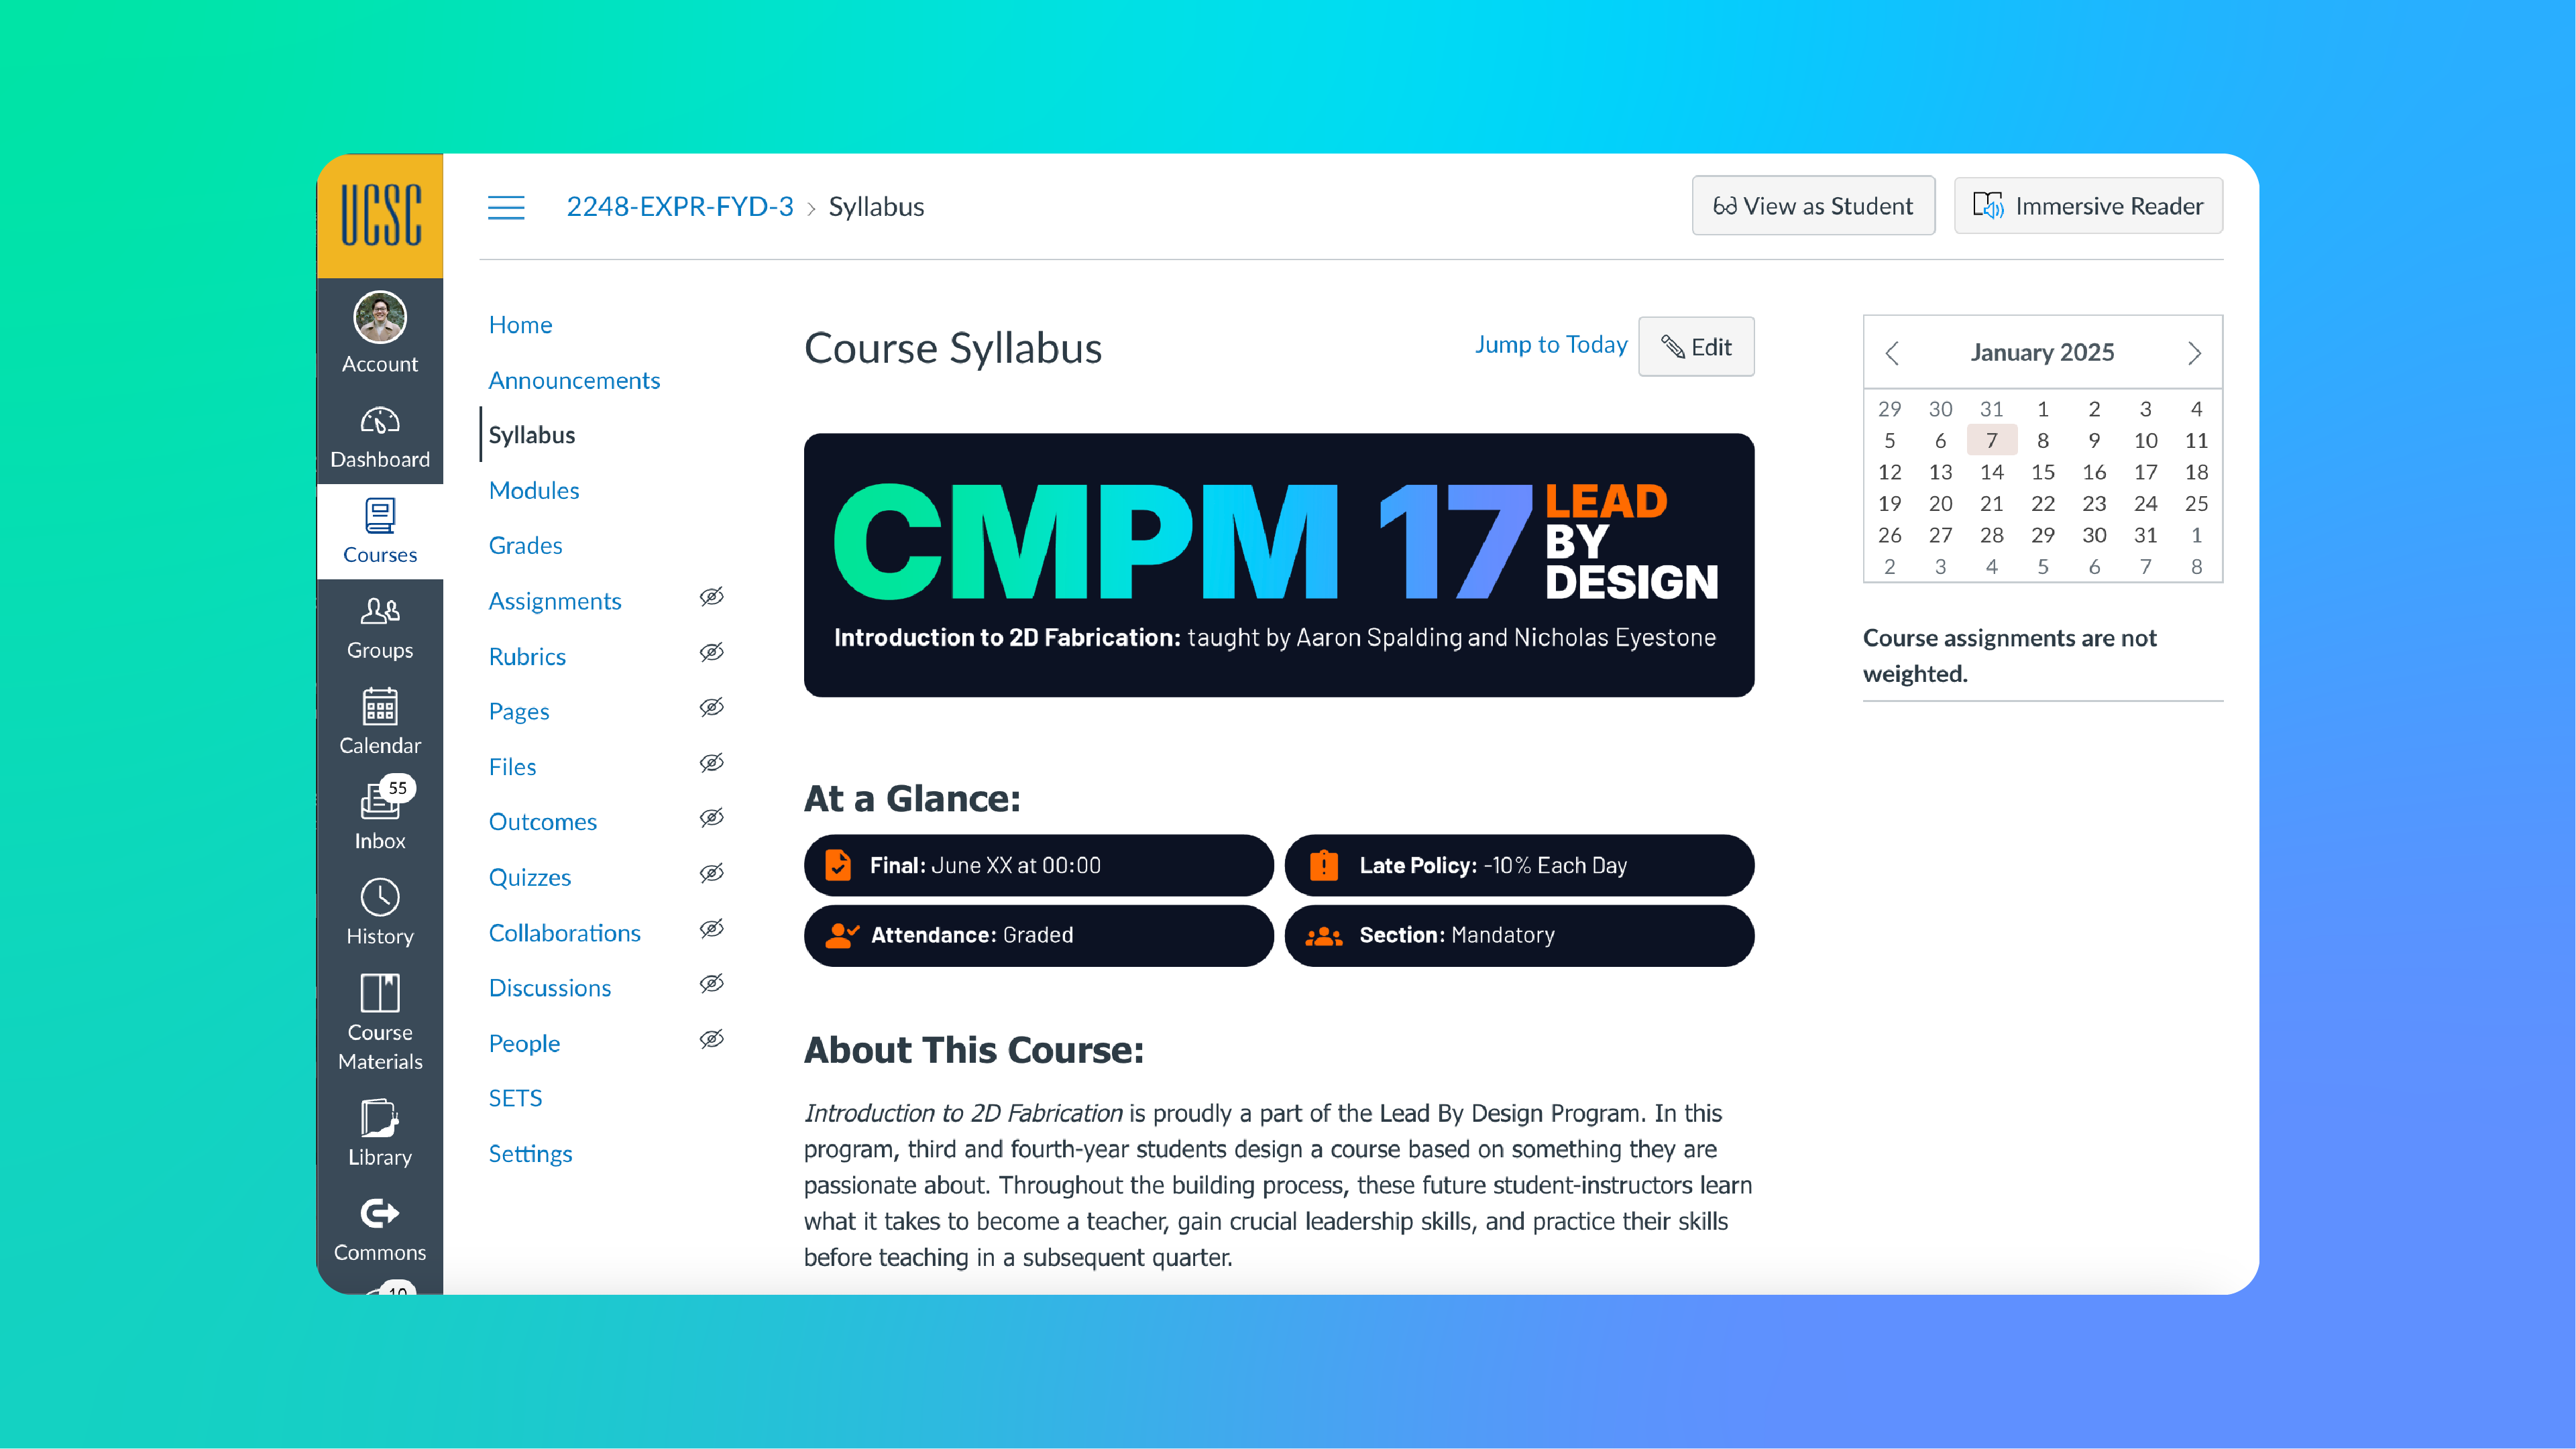 UCSC
Account
Dashboard
Courses
Groups
Calendar
55
Inbox
History
Course
Materials
Library
Commons
10
2248-EXPR-FYD-3 › Syllabus
View as Student
Immersive Reader
Home
Announcements
Syllabus
Modules
Grades
Assignments
Rubrics
Pages
Files
Outcomes
Quizzes
Collaborations
Discussions
People
SETS
Settings
Course Syllabus
Jump to Today
Edit
CMPM 17
LEAD
BY
DESIGN
Introduction to 2D Fabrication: taught by Aaron Spalding and Nicholas Eyestone
At a Glance:
Final: June XX at 00:00
Late Policy: -10% Each Day
Attendance: Graded
Section: Mandatory
About This Course:
Introduction to 2D Fabrication is proudly a part of the Lead By Design Program. In this
program, third and fourth-year students design a course based on something they are
passionate about. Throughout the building process, these future student-instructors learn
what it takes to become a teacher, gain crucial leadership skills, and practice their skills
before teaching in a subsequent quarter.
January 2025
29 30 31 1 2 3 4
5 6 7 8 9 10 11
12 13 14 15 16 17 18
19 20 21 22 23 24 25
26 27 28 29 30 31 1
2 3 4 5 6 7 8
Course assignments are not
weighted.